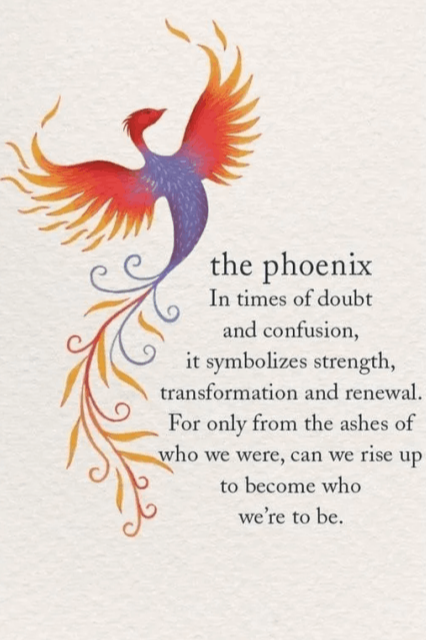 the phoenix
In times of doubt
and confusion,
it symbolizes strength,
transformation and renewal.
For only from the ashes of
who we were, can we rise up
to become who
we're to be.